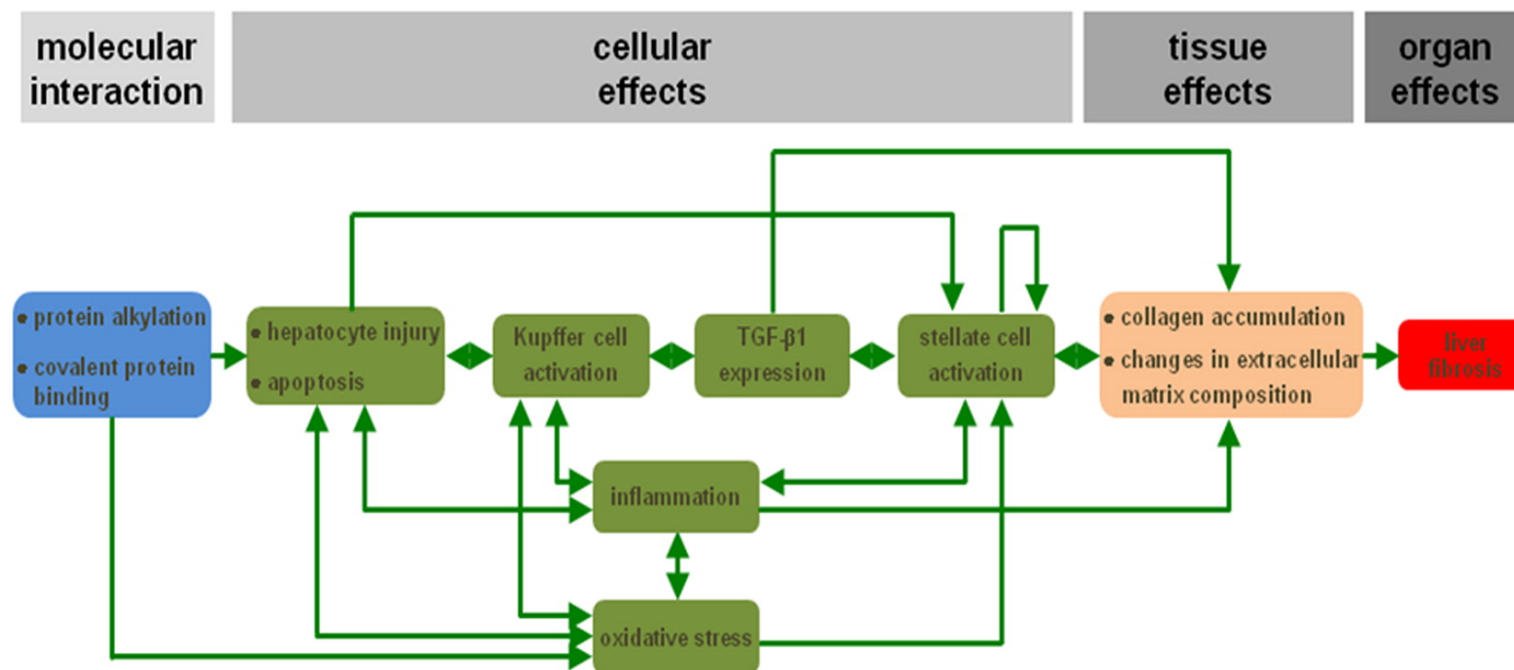 molecular
interaction
cellular
effects
tissue
effects
organ
effects
• protein alkylation
• covalent protein
binding
• hepatocyte injury
• apoptosis
Kupffer cell
activation
TGF-β1
expression
stellate cell
activation
• collagen accumulation
• changes in extracellular
matrix composition
liver
fibrosis
inflammation
oxidative stress